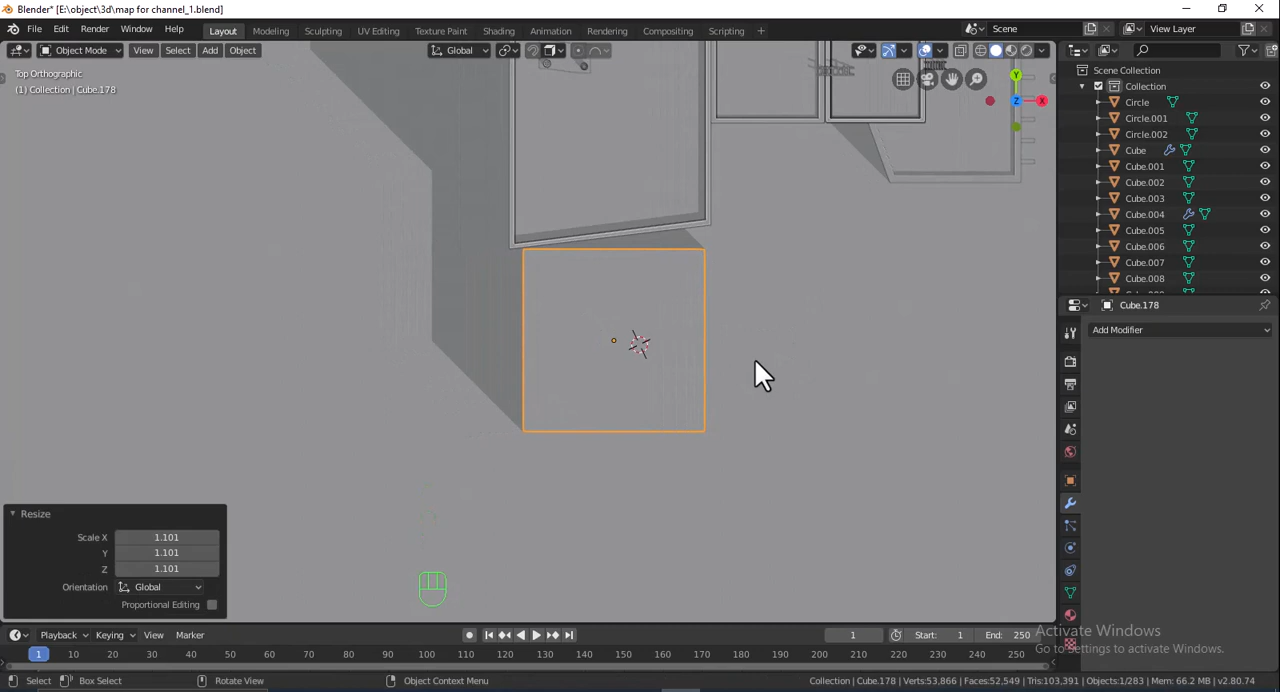 Blender* [E:\object\3d\map for channel_1.blend]
File Edit Render Window Help Layout Modeling Sculpting UV Editing Texture Paint Shading Animation Rendering Compositing Scripting + Scene View Layer
Object Mode View Select Add Object Global
Top Orthographic
(1) Collection | Cube.178
Y
Z
X
Scene Collection
Collection
Circle
Circle.001
Circle.002
Cube
Cube.001
Cube.002
Cube.003
Cube.004
Cube.005
Cube.006
Cube.007
Cube.008
Cube.178
Add Modifier
Resize
Scale X 1.101
Y 1.101
Z 1.101
Orientation Global
Proportional Editing
Playback Keying View Marker 1 Start: 1 End: 250
1 10 20 30 40 50 60 70 80 90 100 110 120 130 140 150 160 170 180 190 200 210 220 230 240 250
Activate Windows
Go to Settings to activate Windows.
Select Box Select Rotate View Object Context Menu Collection | Cube.178 | Verts:53,866 | Faces:52,549 | Tris:103,391 | Objects:1/283 | Mem: 66.2 MB | v2.80.74